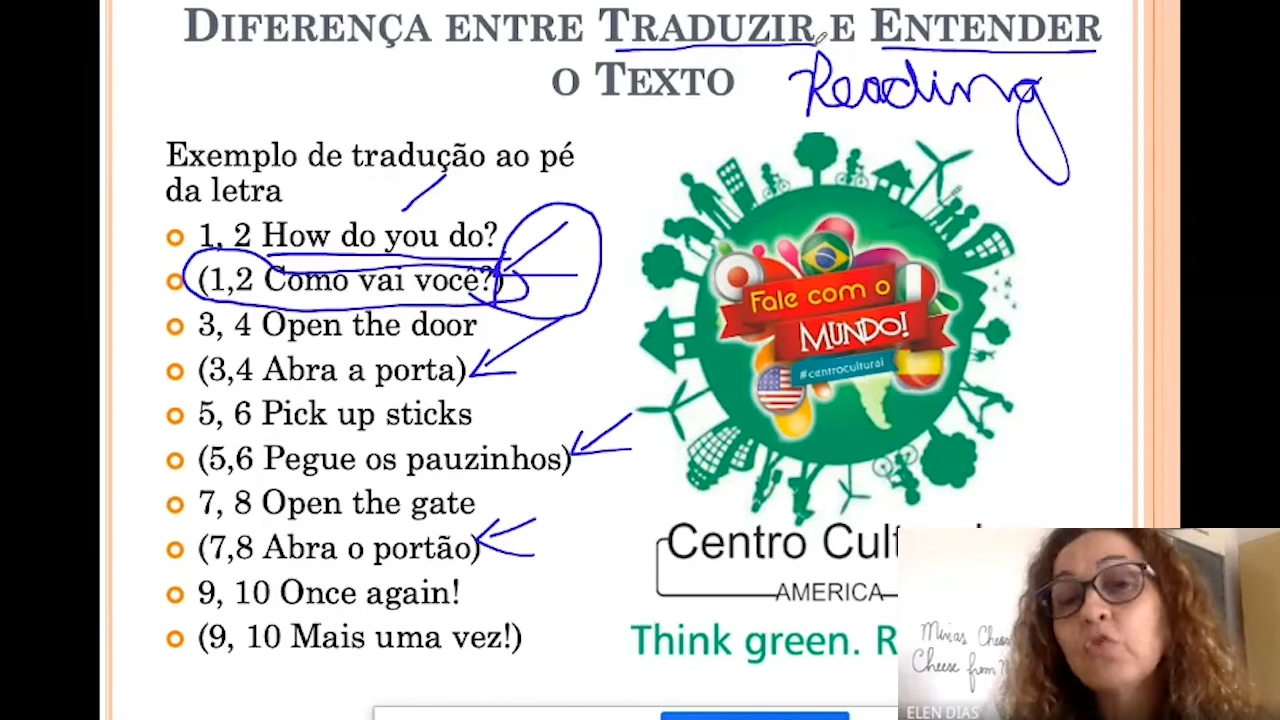 DIFERENÇA ENTRE TRADUZIR E ENTENDER
O TEXTO
Reading
Exemplo de tradução ao pé
da letra
1, 2 How do you do?
(1,2 Como vai você?)
3, 4 Open the door
(3,4 Abra a porta)
5, 6 Pick up sticks
(5,6 Pegue os pauzinhos)
7, 8 Open the gate
(7,8 Abra o portão)
9, 10 Once again!
(9, 10 Mais uma vez!)
Fale com o
MUNDO!
#centrocultural
Centro
AMERICA
Think green.
Minas
Cheese from
ELEN DIAS